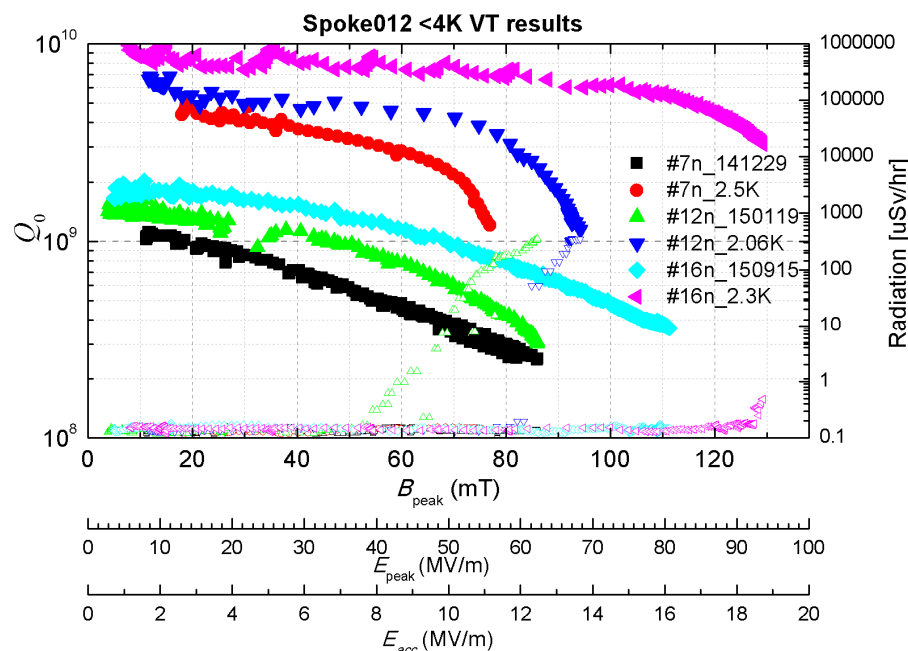 Spoke012 <4K VT results
10^10
10^9
10^8
Q_0
1000000
100000
10000
1000
100
10
1
0.1
Radiation [uSv/hr]
#7n_141229
#7n_2.5K
#12n_150119
#12n_2.06K
#16n_150915
#16n_2.3K
0 20 40 60 80 100 120
B_peak (mT)
0 10 20 30 40 50 60 70 80 90 100
E_peak (MV/m)
0 2 4 6 8 10 12 14 16 18 20
E_acc (MV/m)